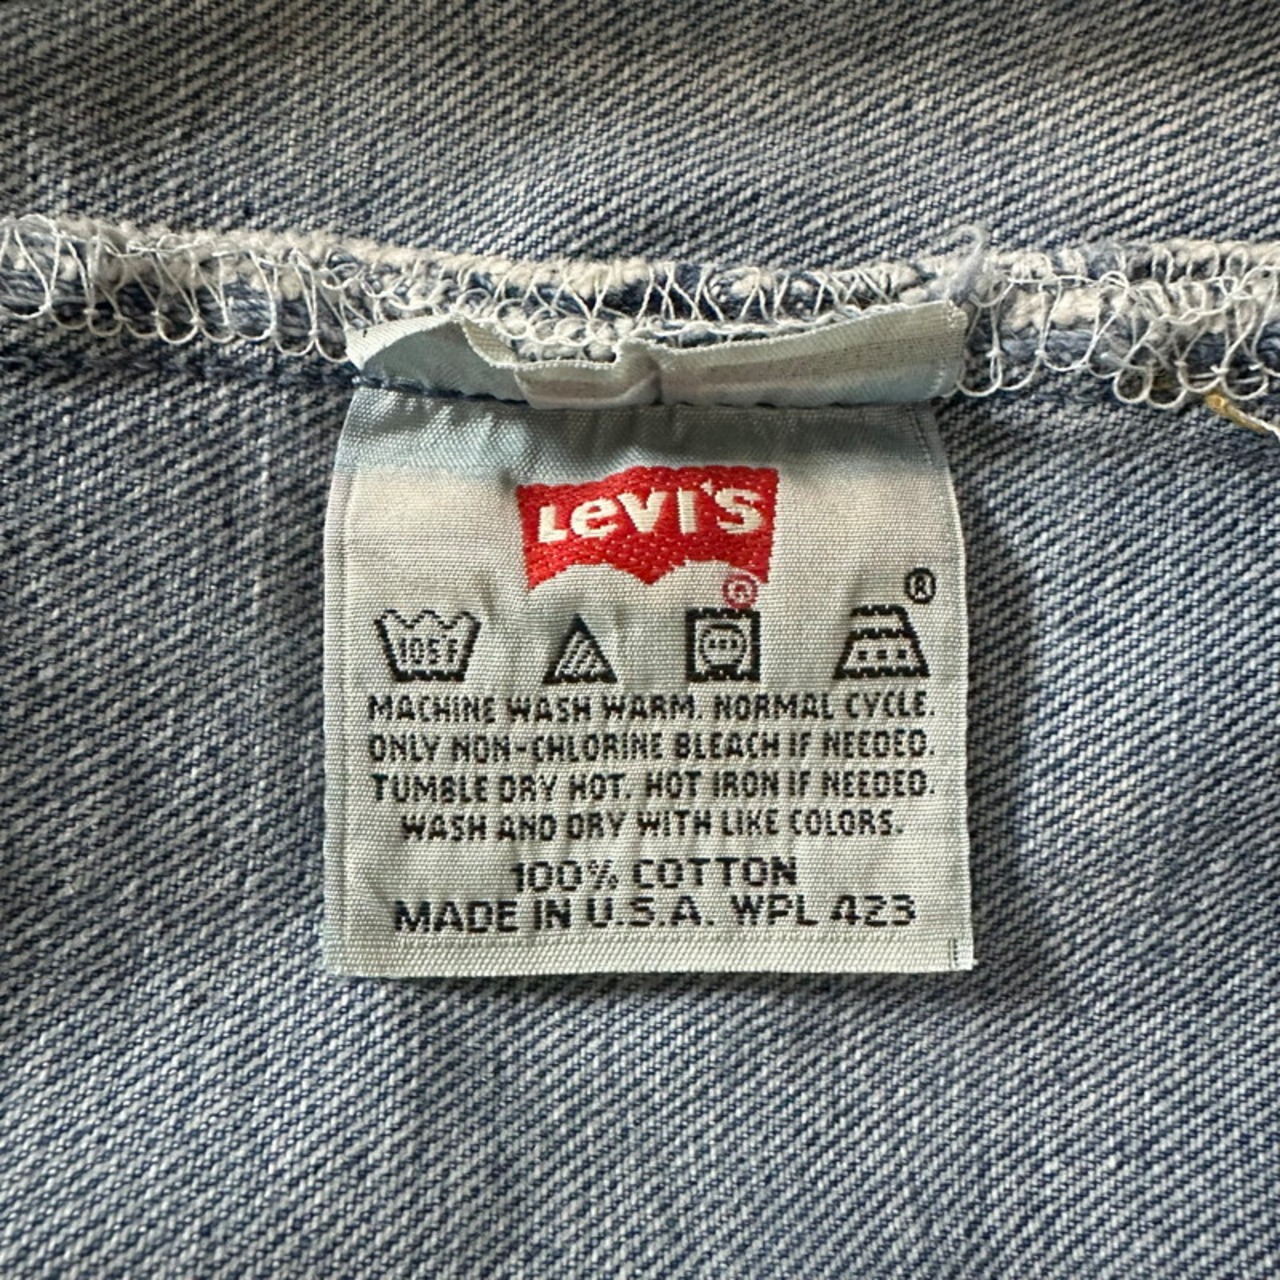 LEVI'S
®
®
105°F
MACHINE WASH WARM. NORMAL CYCLE.
ONLY NON-CHLORINE BLEACH IF NEEDED.
TUMBLE DRY HOT. HOT IRON IF NEEDED.
WASH AND DRY WITH LIKE COLORS.
100% COTTON
MADE IN U.S.A. WPL 423